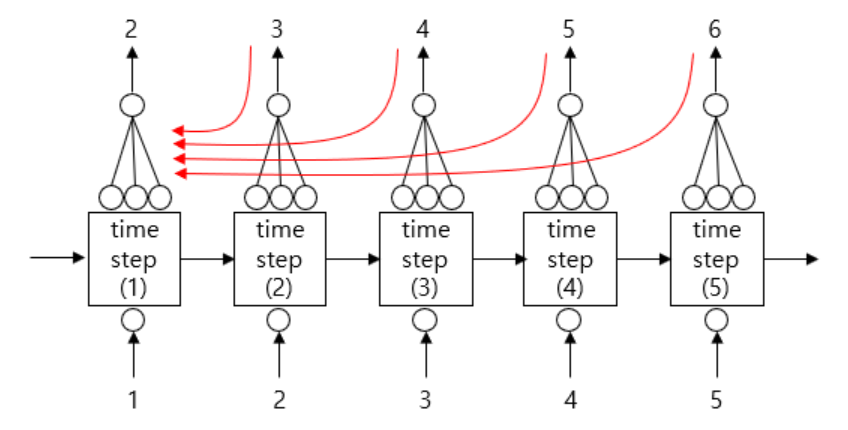 2 3 4 5 6
time step (1)
time step (2)
time step (3)
time step (4)
time step (5)
1 2 3 4 5